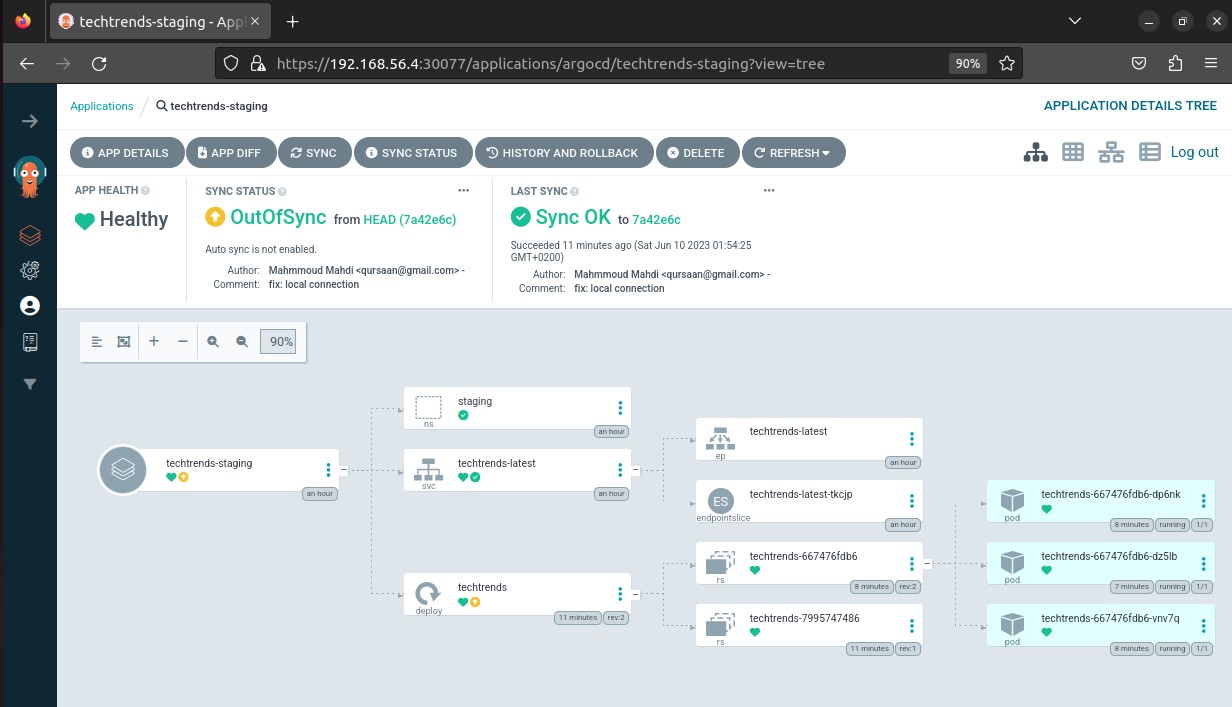 techtrends-staging - App
https://192.168.56.4:30077/applications/argocd/techtrends-staging?view=tree
90%
Applications / techtrends-staging
APPLICATION DETAILS TREE
APP DETAILS
APP DIFF
SYNC
SYNC STATUS
HISTORY AND ROLLBACK
DELETE
REFRESH
Log out
APP HEALTH
Healthy
SYNC STATUS
OutOfSync from HEAD (7a42e6c)
Auto sync is not enabled.
Author: Mahmmoud Mahdi <qursaan@gmail.com> -
Comment: fix: local connection
LAST SYNC
Sync OK to 7a42e6c
Succeeded 11 minutes ago (Sat Jun 10 2023 01:54:25
GMT+0200)
Author: Mahmmoud Mahdi <qursaan@gmail.com> -
Comment: fix: local connection
90%
techtrends-staging
an hour
staging
ns
an hour
techtrends-latest
svc
an hour
techtrends
deploy
11 minutes
rev:2
techtrends-latest
ep
an hour
ES
techtrends-latest-tkcjp
endpointslice
an hour
techtrends-667476fdb6
rs
8 minutes
rev:2
techtrends-7995747486
rs
11 minutes
rev:1
techtrends-667476fdb6-dp6nk
pod
8 minutes
running
1/1
techtrends-667476fdb6-dz5lb
pod
7 minutes
running
1/1
techtrends-667476fdb6-vnv7q
pod
8 minutes
running
1/1